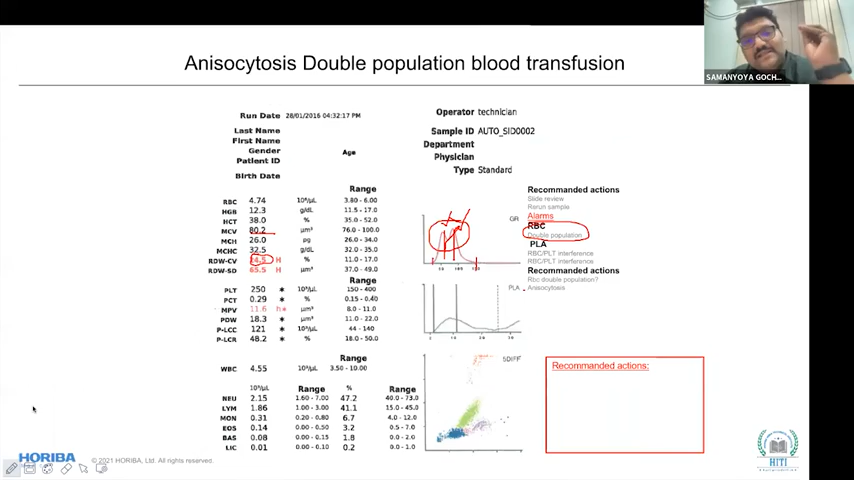 Anisocytosis Double population blood transfusion
SAMANYOYA GOCH...
Run Date 28/01/2016 04:32:17 PM
Operator technician
Last Name
First Name
Gender Age
Patient ID
Birth Date
Sample ID AUTO_SID0002
Department
Physician
Type Standard
Range
RBC 4.74 10⁶/µL 3.80 - 6.00
HGB 12.3 g/dL 11.5 - 17.0
HCT 38.0 % 35.0 - 52.0
MCV 80.2 µm³ 76.0 - 100.0
MCH 26.0 pg 26.0 - 34.0
MCHC 32.5 g/dL 32.0 - 35.0
RDW-CV H % 11.0 - 17.0
RDW-SD 65.5 H µm³ 37.0 - 49.0
Range
PLT 250 * 10³/µL 150 - 400
PCT 0.29 * % 0.15 - 0.40
MPV 11.6 h* µm³ 8.0 - 11.0
PDW 18.3 * µm³ 11.0 - 22.0
P-LCC 121 * 10³/µL 44 - 140
P-LCR 48.2 * % 18.0 - 50.0
Range
WBC 4.55 10³/µL 3.50 - 10.00
10³/µL Range % Range
NEU 2.15 1.60 - 7.00 47.2 40.0 - 73.0
LYM 1.86 1.00 - 3.00 41.1 15.0 - 45.0
MON 0.31 0.20 - 0.80 6.7 4.0 - 12.0
EOS 0.14 0.00 - 0.50 3.2 0.5 - 7.0
BAS 0.08 0.00 - 0.15 1.8 0.0 - 2.0
LIC 0.01 0.00 - 0.10 0.2 0.0 - 1.0
GR
PLA
5DIFF
Recommanded actions
Slide review
Rerun sample
Alarms
RBC
Double population
PLA
RBC/PLT interference
RBC/PLT interference
Recommanded actions
Rbc double population?
Anisocytosis
Recommanded actions:
HORIBA
© 2021 HORIBA, Ltd. All rights reserved.
HITI